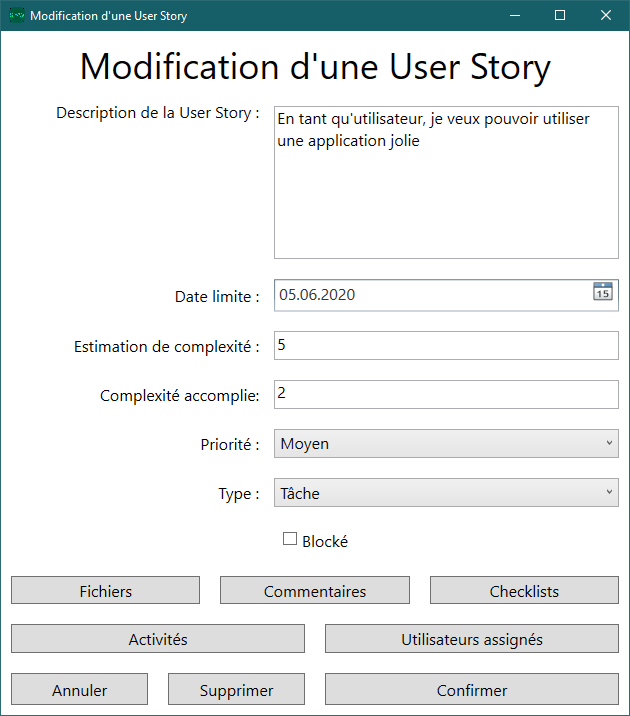 Modification d'une User Story
Modification d'une User Story
Description de la User Story :
En tant qu'utilisateur, je veux pouvoir utiliser
une application jolie
Date limite :
05.06.2020
15
Estimation de complexité :
5
Complexité accomplie:
2
Priorité :
Moyen
Type :
Tâche
Blocké
Fichiers
Commentaires
Checklists
Activités
Utilisateurs assignés
Annuler
Supprimer
Confirmer